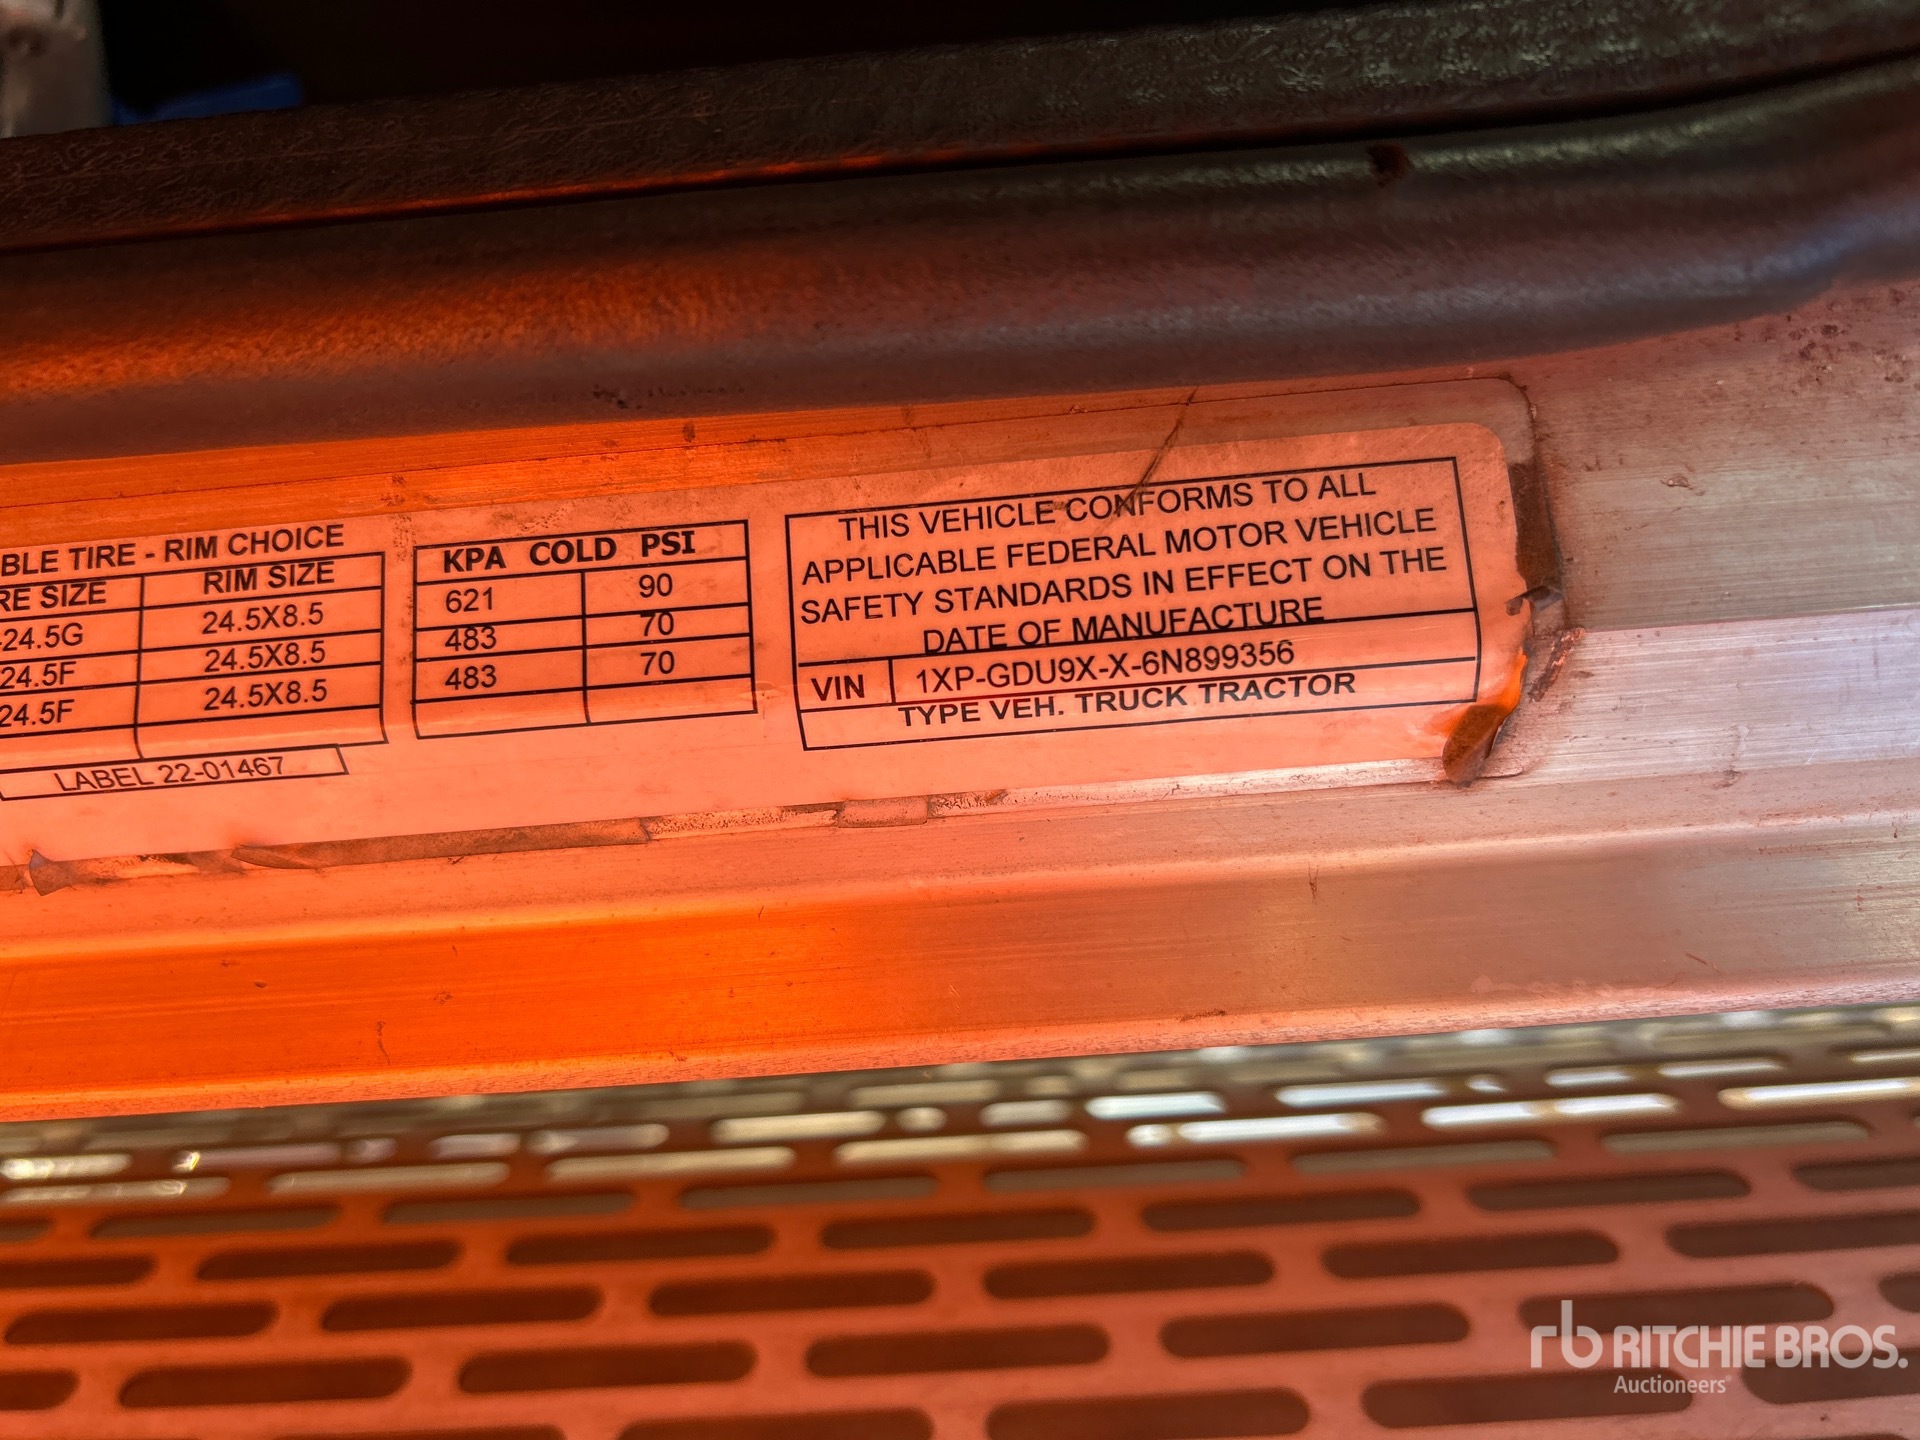 BLE TIRE - RIM CHOICE
RE SIZE RIM SIZE
-24.5G 24.5X8.5
24.5F 24.5X8.5
24.5F 24.5X8.5
LABEL 22-01467
KPA COLD PSI
621 90
483 70
483 70
THIS VEHICLE CONFORMS TO ALL
APPLICABLE FEDERAL MOTOR VEHICLE
SAFETY STANDARDS IN EFFECT ON THE
DATE OF MANUFACTURE
VIN 1XP-GDU9X-X-6N899356
TYPE VEH. TRUCK TRACTOR
rb RITCHIE BROS.
Auctioneers